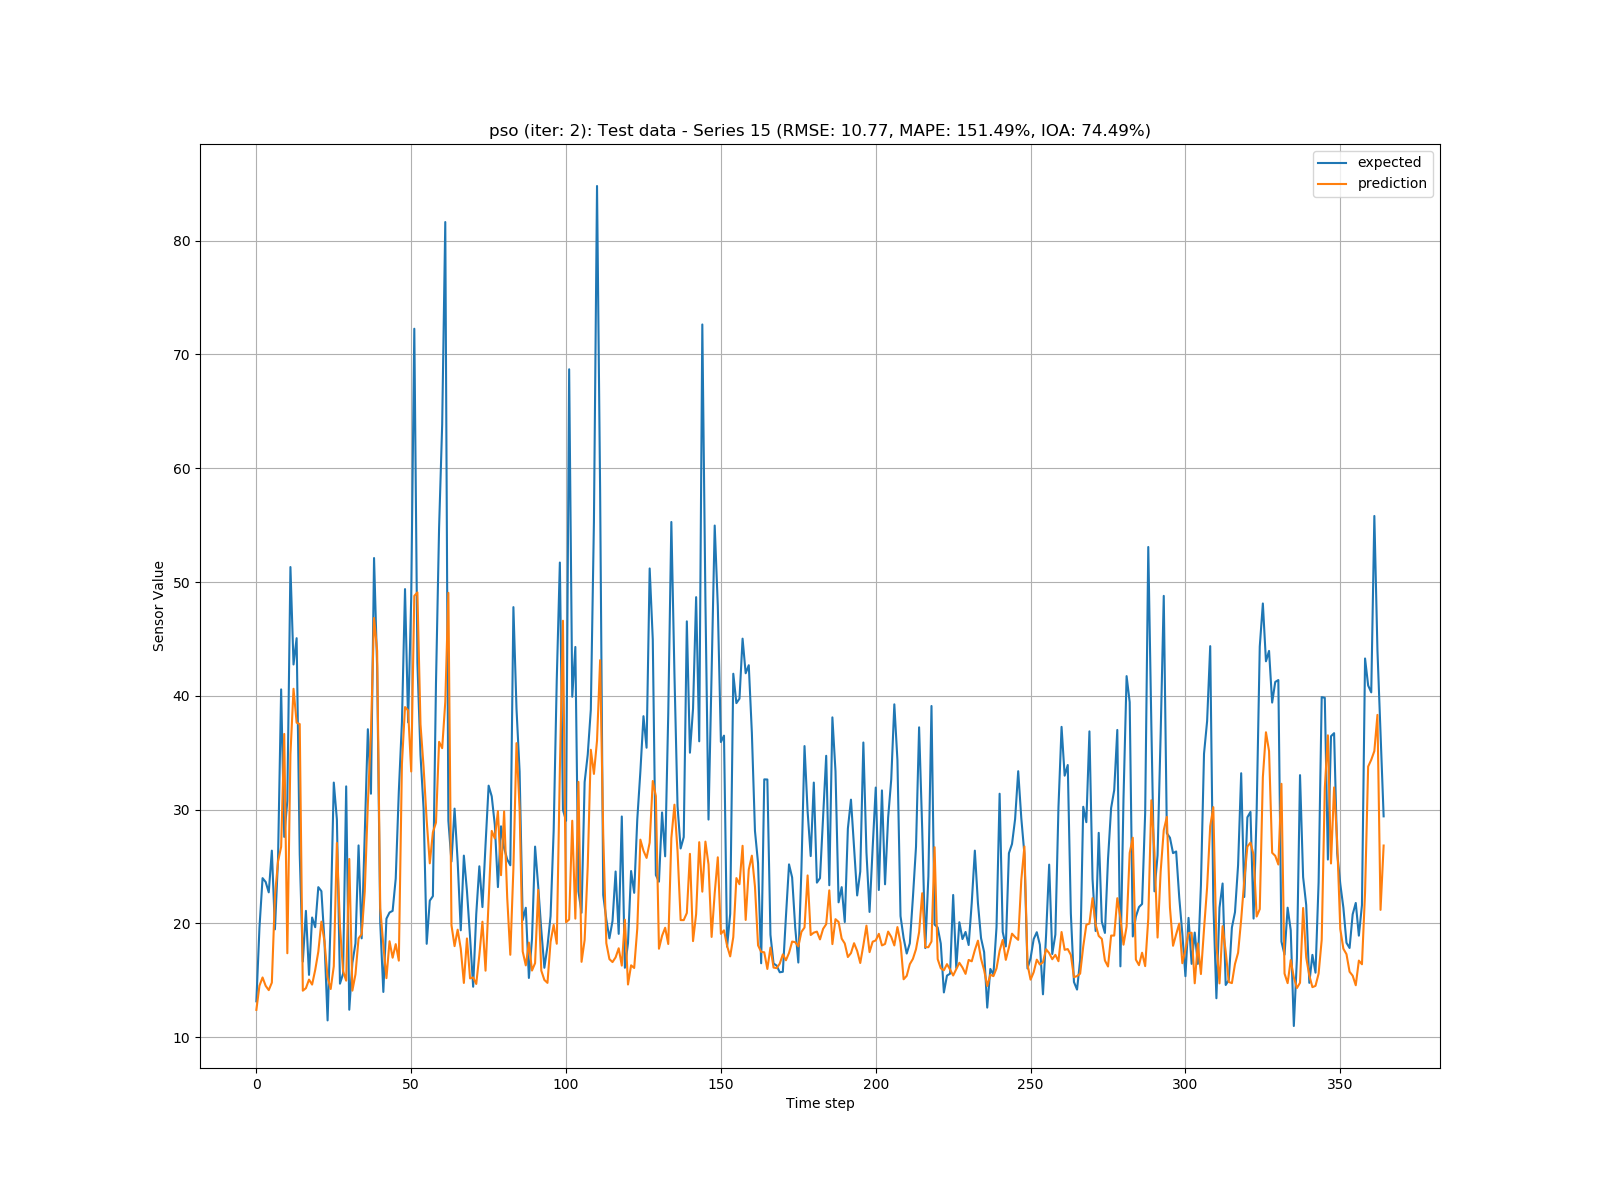 pso (iter: 2): Test data - Series 15 (RMSE: 10.77, MAPE: 151.49%, IOA: 74.49%)
expected
prediction
80
70
60
50
40
30
20
10
Sensor Value
0 50 100 150 200 250 300 350
Time step